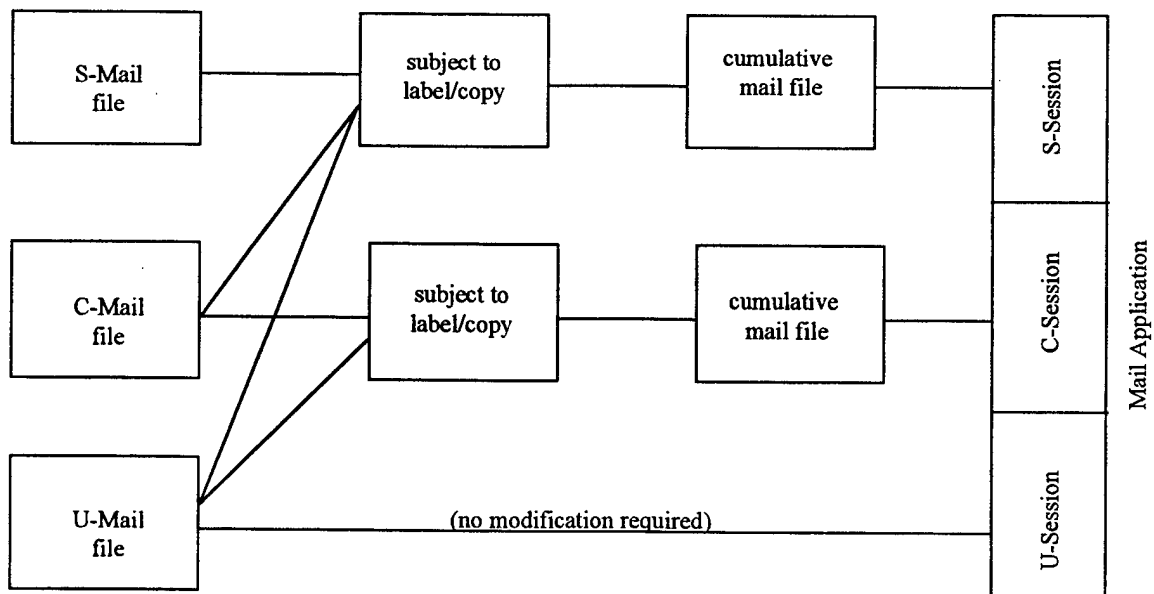 S-Mail
file
subject to
label/copy
cumulative
mail file
S-Session
C-Mail
file
subject to
label/copy
cumulative
mail file
C-Session
U-Mail
file
(no modification required)
U-Session
Mail Application